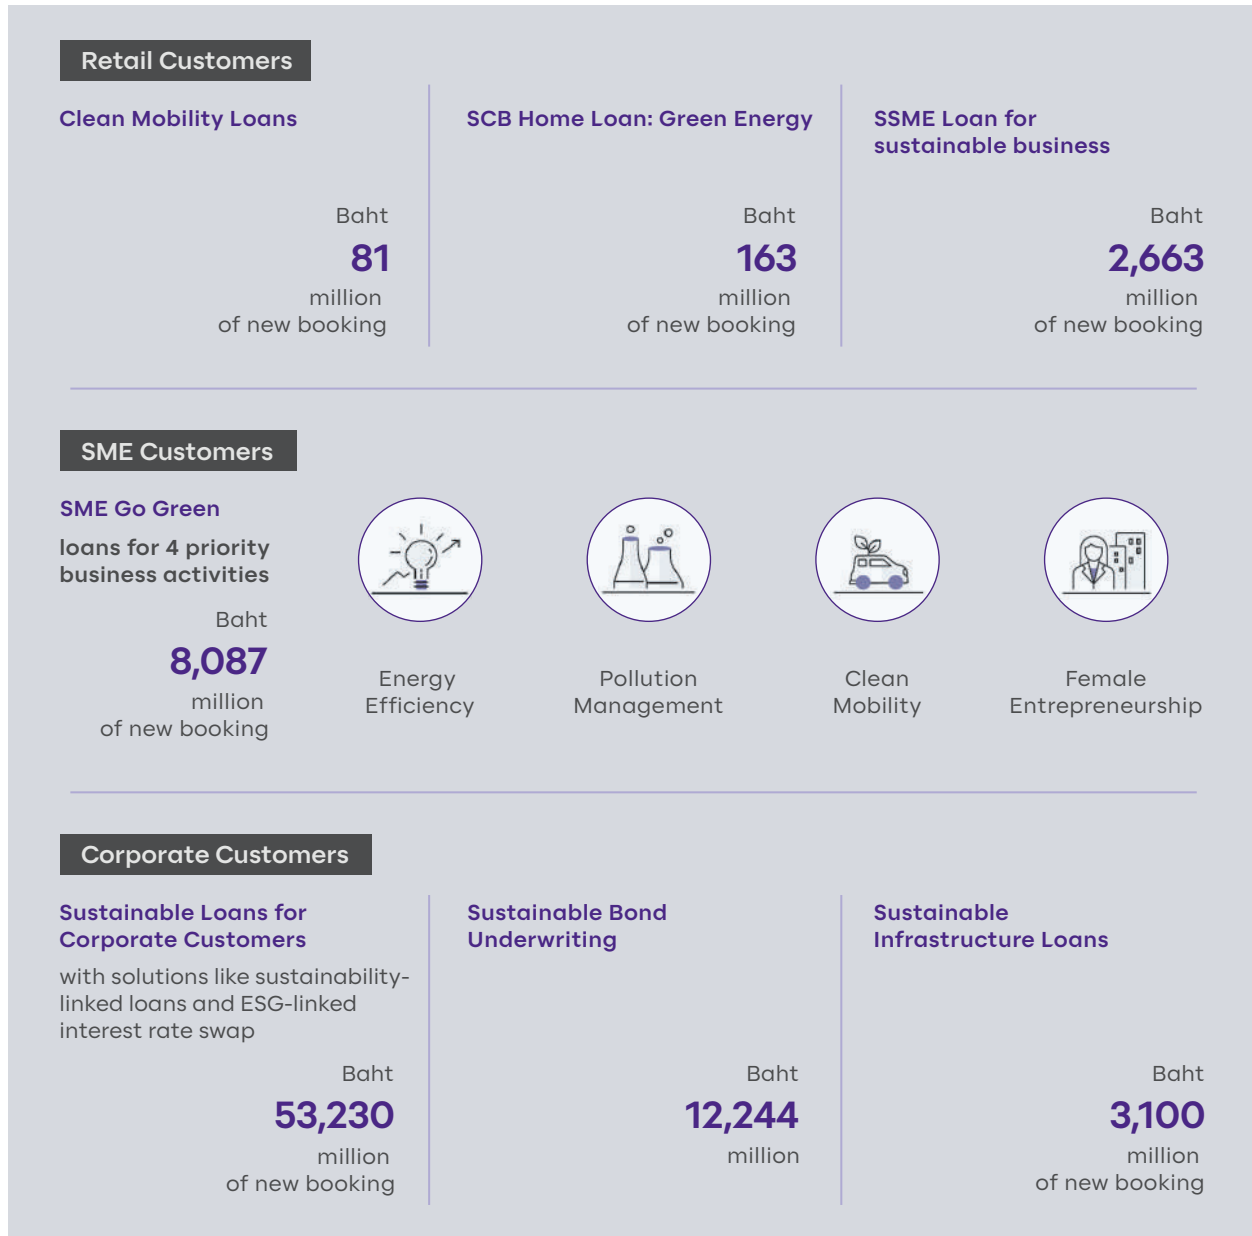 Retail Customers
Clean Mobility Loans
Baht
81
million
of new booking
SCB Home Loan: Green Energy
Baht
163
million
of new booking
SSME Loan for
sustainable business
Baht
2,663
million
of new booking
SME Customers
SME Go Green
loans for 4 priority
business activities
Baht
8,087
million
of new booking
Energy
Efficiency
Pollution
Management
Clean
Mobility
Female
Entrepreneurship
Corporate Customers
Sustainable Loans for
Corporate Customers
with solutions like sustainability-
linked loans and ESG-linked
interest rate swap
Baht
53,230
million
of new booking
Sustainable Bond
Underwriting
Baht
12,244
million
Sustainable
Infrastructure Loans
Baht
3,100
million
of new booking